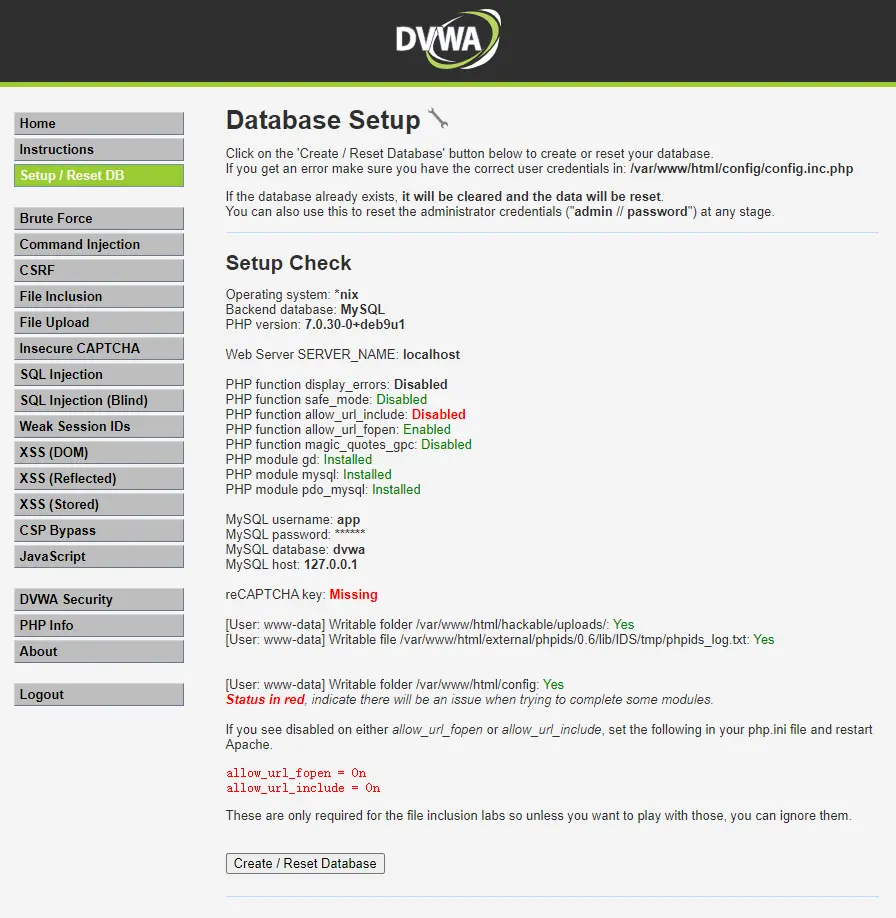 DVWA
Home
Instructions
Setup / Reset DB
Brute Force
Command Injection
CSRF
File Inclusion
File Upload
Insecure CAPTCHA
SQL Injection
SQL Injection (Blind)
Weak Session IDs
XSS (DOM)
XSS (Reflected)
XSS (Stored)
CSP Bypass
JavaScript
DVWA Security
PHP Info
About
Logout
Database Setup
Click on the 'Create / Reset Database' button below to create or reset your database.
If you get an error make sure you have the correct user credentials in: /var/www/html/config/config.inc.php
If the database already exists, it will be cleared and the data will be reset.
You can also use this to reset the administrator credentials ("admin // password") at any stage.
Setup Check
Operating system: *nix
Backend database: MySQL
PHP version: 7.0.30-0+deb9u1
Web Server SERVER_NAME: localhost
PHP function display_errors: Disabled
PHP function safe_mode: Disabled
PHP function allow_url_include: Disabled
PHP function allow_url_fopen: Enabled
PHP function magic_quotes_gpc: Disabled
PHP module gd: Installed
PHP module mysql: Installed
PHP module pdo_mysql: Installed
MySQL username: app
MySQL password: ******
MySQL database: dvwa
MySQL host: 127.0.0.1
reCAPTCHA key: Missing
[User: www-data] Writable folder /var/www/html/hackable/uploads/: Yes
[User: www-data] Writable file /var/www/html/external/phpids/0.6/lib/IDS/tmp/phpids_log.txt: Yes
[User: www-data] Writable folder /var/www/html/config: Yes
Status in red, indicate there will be an issue when trying to complete some modules.
If you see disabled on either allow_url_fopen or allow_url_include, set the following in your php.ini file and restart
Apache.
allow_url_fopen = On
allow_url_include = On
These are only required for the file inclusion labs so unless you want to play with those, you can ignore them.
Create / Reset Database